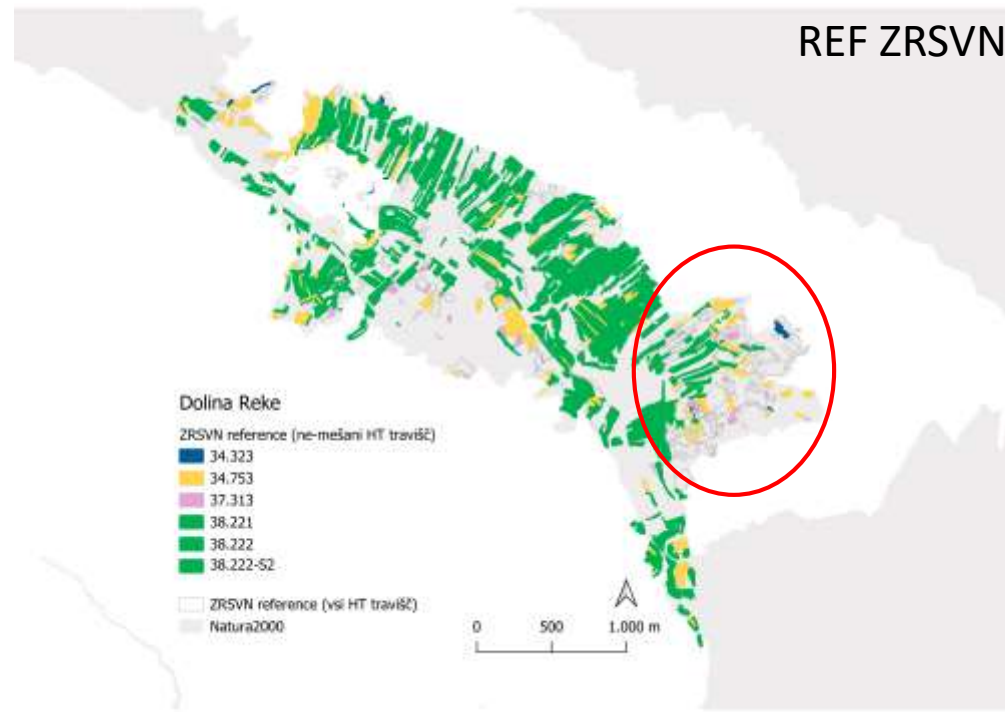 REF ZRSVN
Dolina Reke
ZRSVN reference (ne-mešani HT travišč)
34.323
34.753
37.313
38.221
38.222
38.222-S2
ZRSVN reference (vsi HT travišč)
Natura2000
0 500 1.000 m